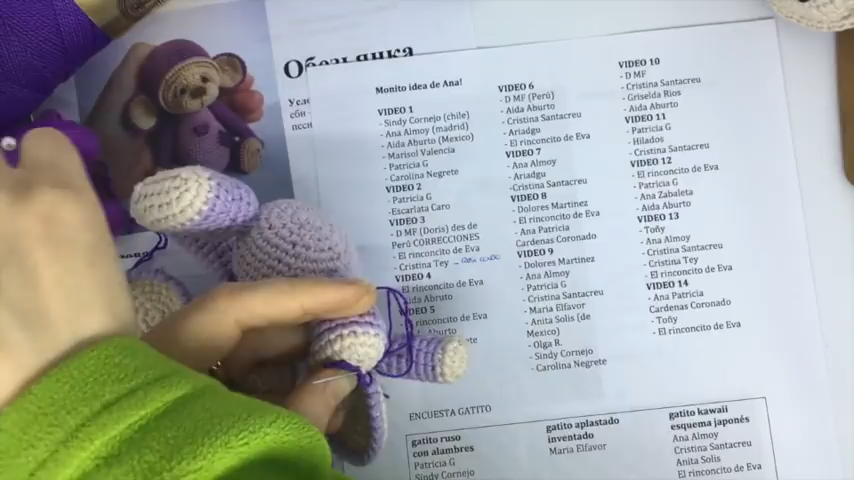 Обезьянка
Monito idea de Ana!
VIDEO 1
- Sindy Cornejo (chile)
- Ana Almoy (madrid)
- Aida Aburto (Mexico)
- Marisol Valencia
- Patricia G
- Carolina Negrete
VIDEO 2
- Patricia G
- Escarlata Caro
VIDEO 3
- D MF (Doris) des de
Perú CORRECCIONES
- El rinconcito de Eva
- Cristina Tey
VIDEO 4
El rinconcito de Eva
Aida Abruto
VIDEO 5
rinconcito de Eva
Aburto
VIDEO 6
- D MF (Perú)
- Aida Aburto
- Cristina Santacreu
- Ariadgu
- El rinconcito de Eva
VIDEO 7
- Ana Almoy
- Ariadgu
-Cristina Santacreu
VIDEO 8
- Dolores Martinez
- El rinconcito de Eva
- Ana Patricia
Cardenas Coronado
VIDEO 9
- Dolores Martinez
- Ana Almoy
- Patricia G
- Cristina Santacreu
- Maria Elfavor
- Anita Solis (de
Mexico)
- Olga R.
- Sindy Cornejo
- Carolina Negrete
VIDEO 10
- D MF
- Cristina Santacreu
- Griselda Rios
- Aida Aburto
VIDEO 11
- Patricia G
- Hilados
- Cristina Santacreu
VIDEO 12
- El rinconcito de Eva
- Patricia G
- Ana Zabaleta
- Aida Aburto
VIDEO 13
- Toñy
- Ana Almoy
- Cristina Santacreu
- Cristina Tey
- El rinconcito de Eva
VIDEO 14
- Ana Patricia
Cardenas Coronado
- Toñy
- El rinconcito de Eva
ENCUESTA GATITO
gatito ruso
con alambres
Patricia G
Sindy Cornejo
gatito aplastado
inventado
Maria Elfavor
gatito kawaii
esquema japonés
Ana Almoy
Cristina Santacreu
Anita Solis
El rinconcito de Eva